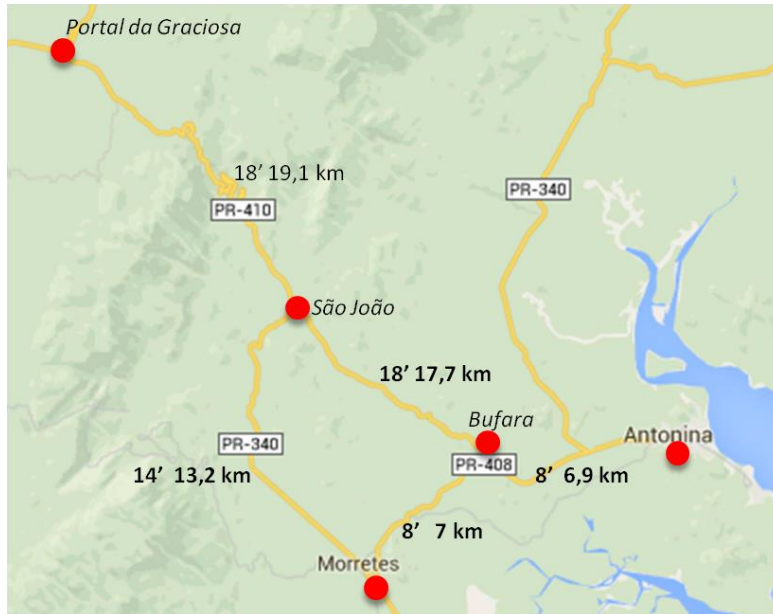 Portal da Graciosa
18’ 19,1 km
PR-410
PR-340
São João
18’ 17,7 km
Bufara
Antonina
PR-340
PR-408
14’ 13,2 km
8’ 6,9 km
8’ 7 km
Morretes